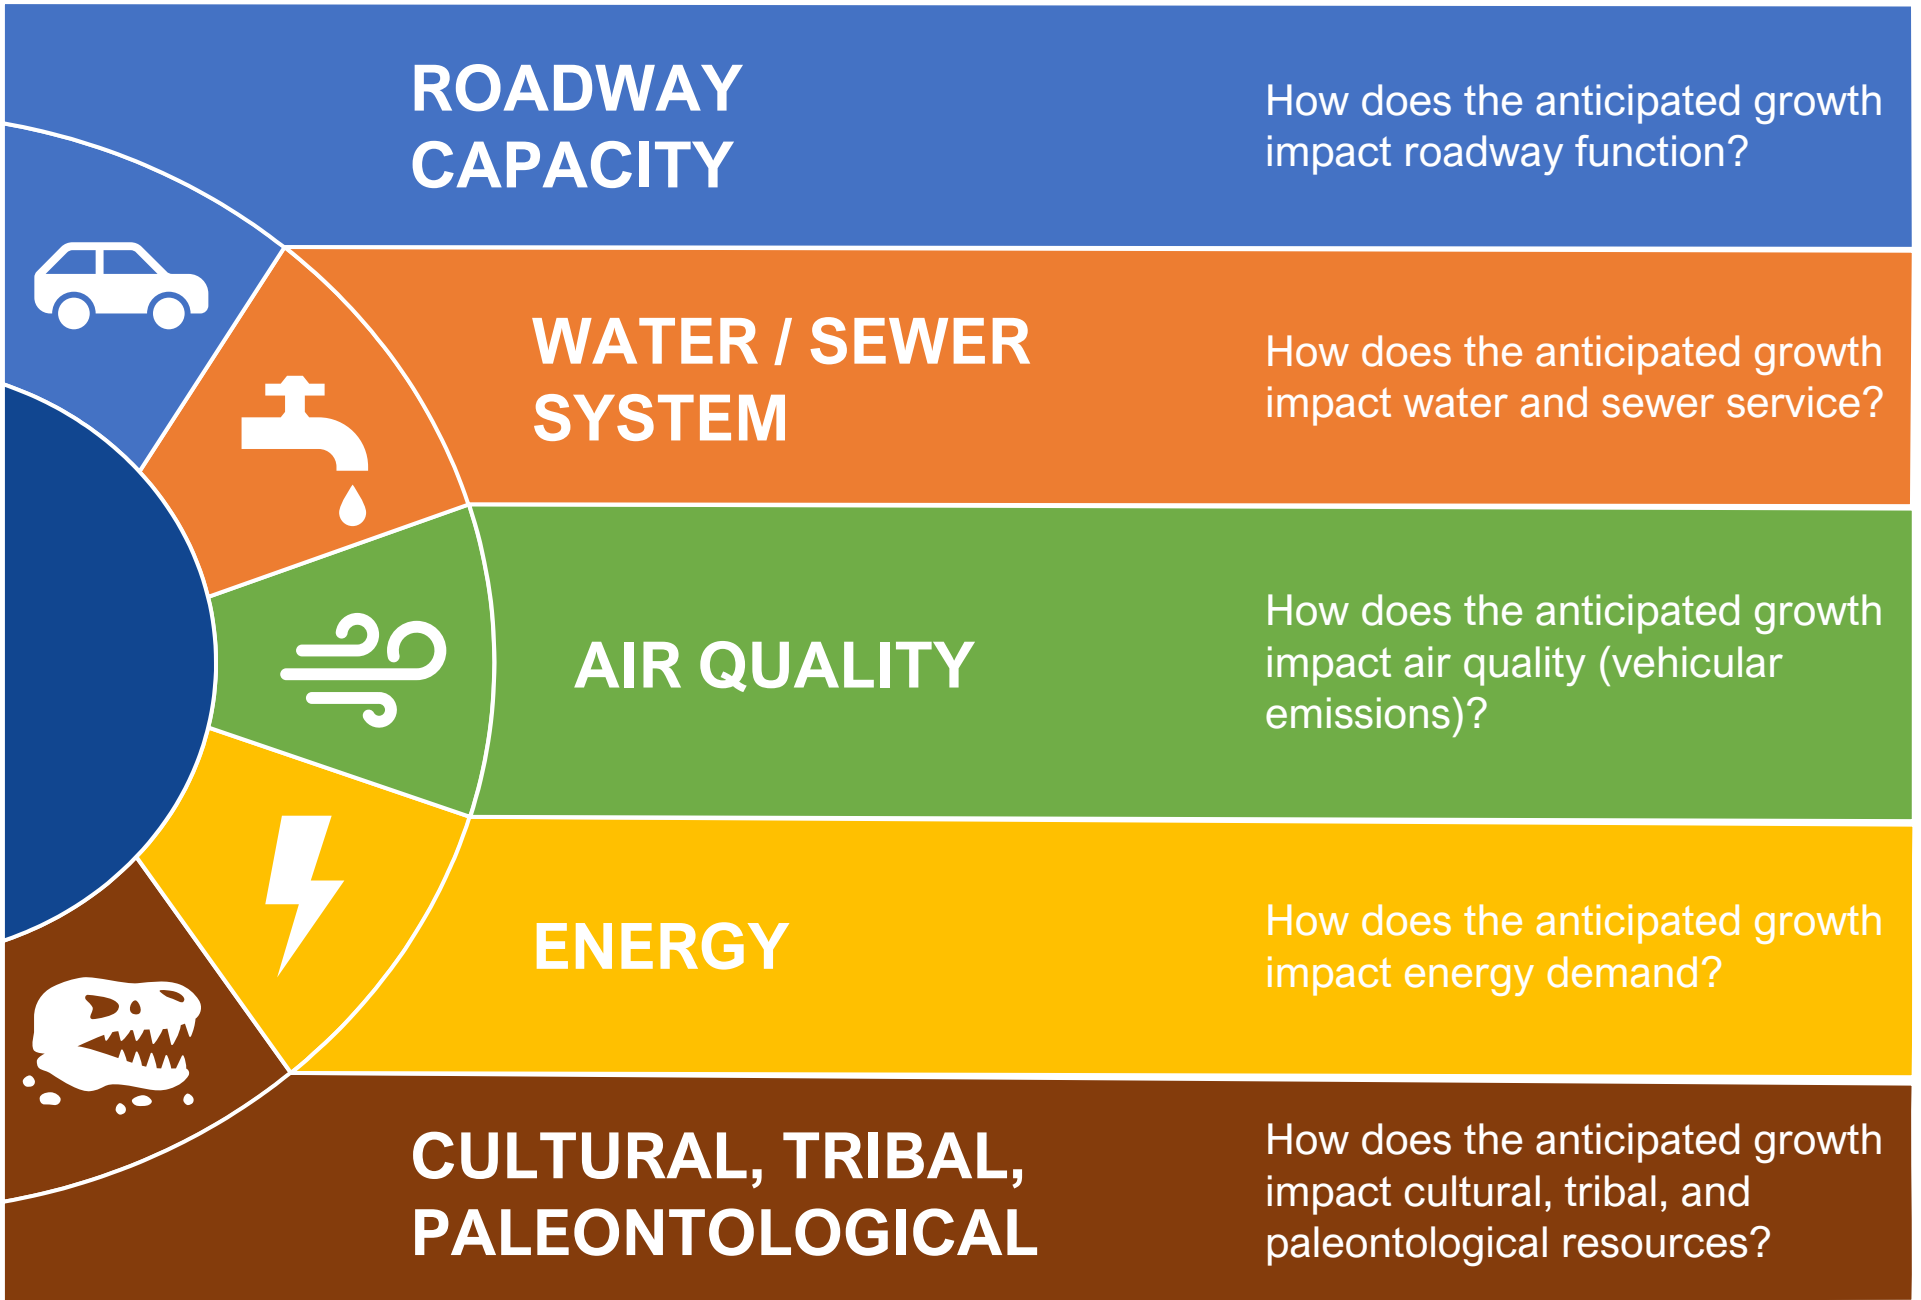 ROADWAY
CAPACITY
How does the anticipated growth
impact roadway function?
WATER / SEWER
SYSTEM
How does the anticipated growth
impact water and sewer service?
AIR QUALITY
How does the anticipated growth
impact air quality (vehicular
emissions)?
ENERGY
How does the anticipated growth
impact energy demand?
CULTURAL, TRIBAL,
PALEONTOLOGICAL
How does the anticipated growth
impact cultural, tribal, and
paleontological resources?